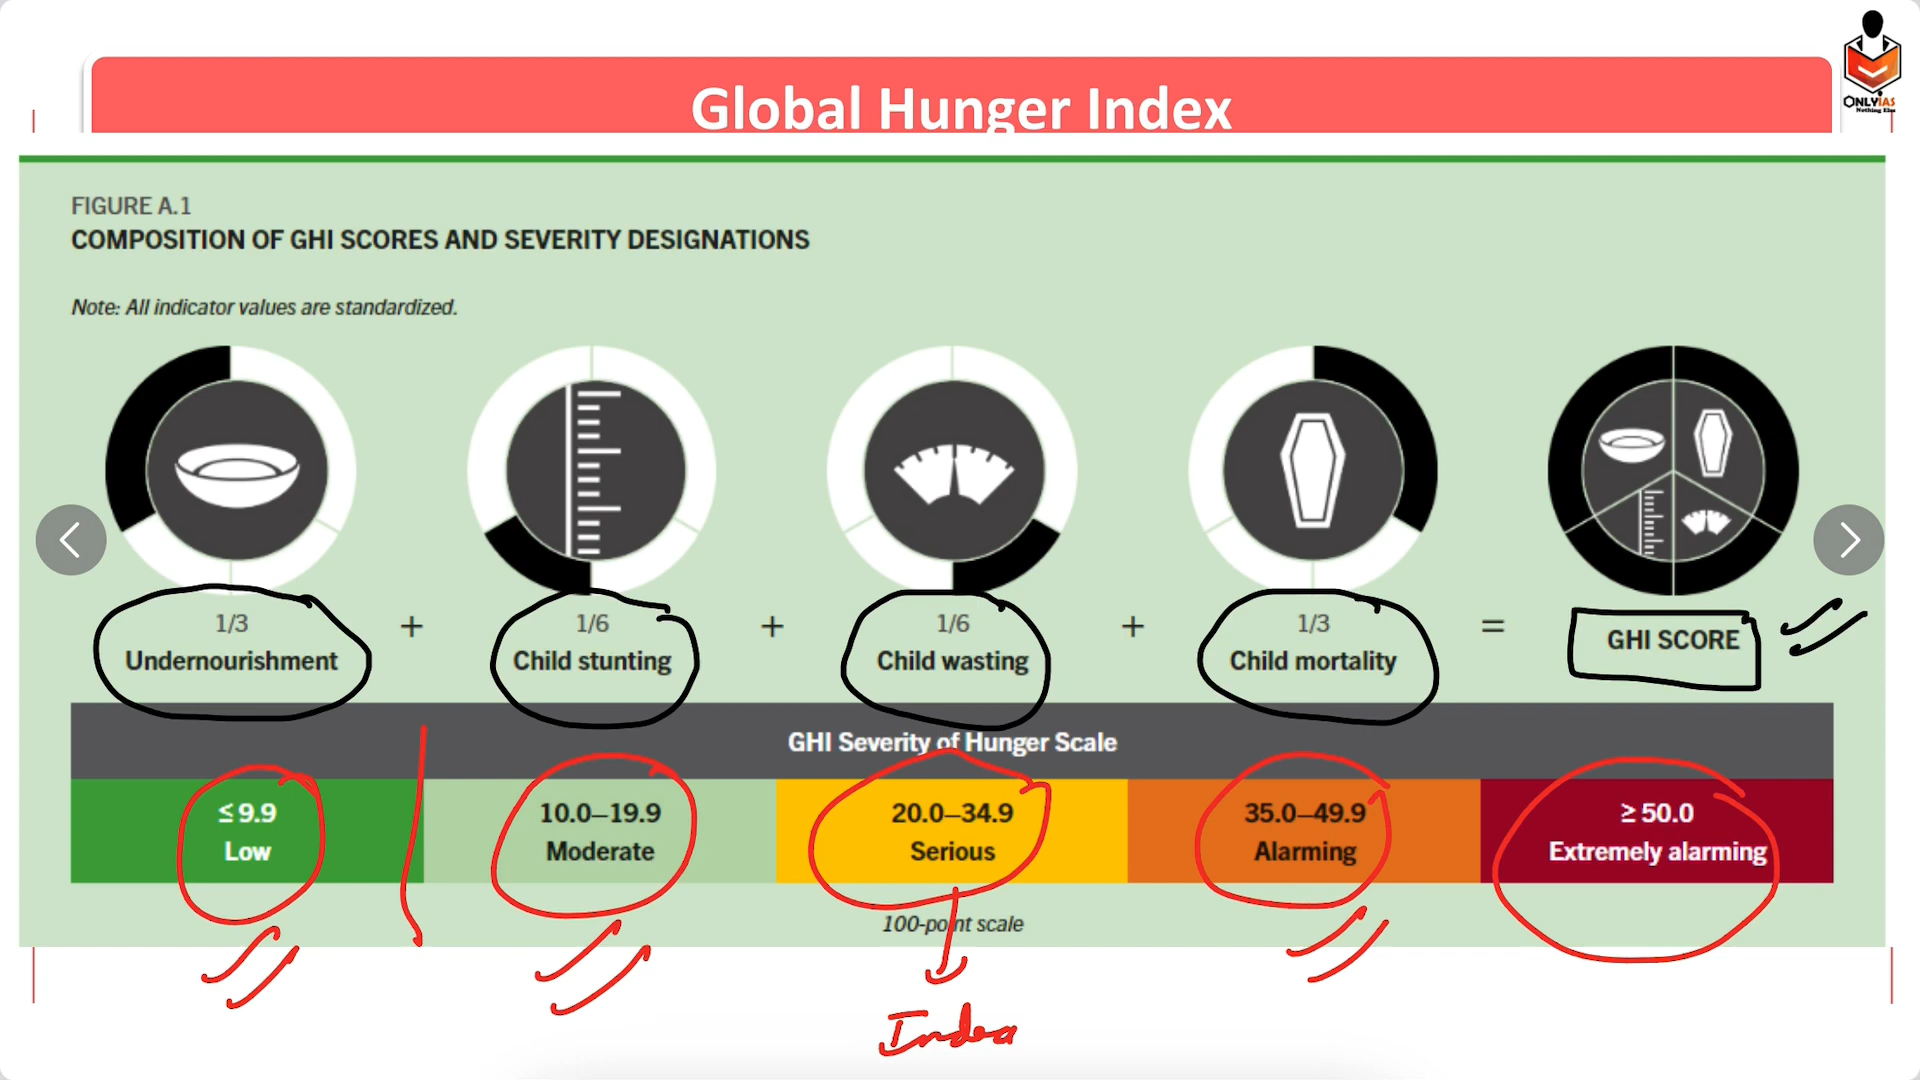 Global Hunger Index
ONLYIAS
Nothing Else
FIGURE A.1
COMPOSITION OF GHI SCORES AND SEVERITY DESIGNATIONS
Note: All indicator values are standardized.
1/3 + 1/6 + 1/6 + 1/3 = GHI SCORE
Undernourishment Child stunting Child wasting Child mortality
GHI Severity of Hunger Scale
≤ 9.9 10.0–19.9 20.0–34.9 35.0–49.9 ≥ 50.0
Low Moderate Serious Alarming Extremely alarming
100-point scale